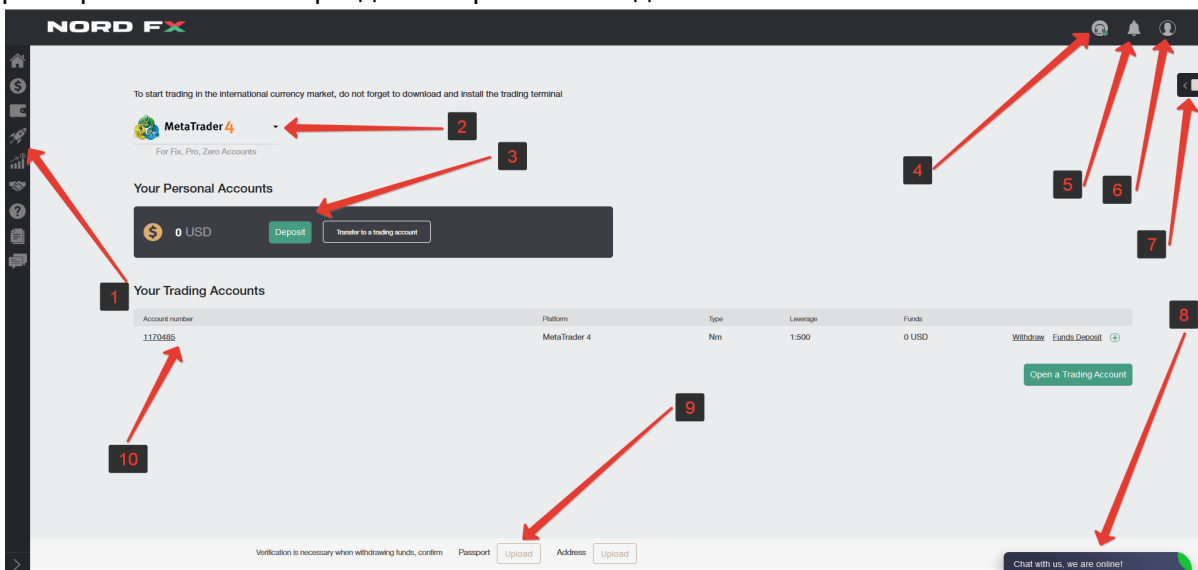 NORD FX
To start trading in the international currency market, do not forget to download and install the trading terminal
MetaTrader 4
2
For Fix, Pro, Zero Accounts
3
4
5
6
Your Personal Accounts
0 USD
Deposit
Transfer to a trading account
7
1
Your Trading Accounts
8
Account number Platform Type Leverage Funds
1170485 MetaTrader 4 Nm 1:500 0 USD Withdraw Funds Deposit
Open a Trading Account
9
10
Verification is necessary when withdrawing funds, confirm Passport Upload Address Upload
Chat with us, we are online!